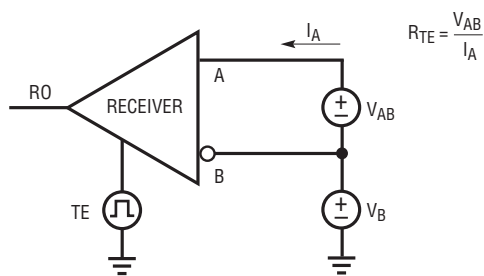 I_A
R_TE = V_AB / I_A
A
RO
RECEIVER
+
−
V_AB
B
TE
+
−
V_B